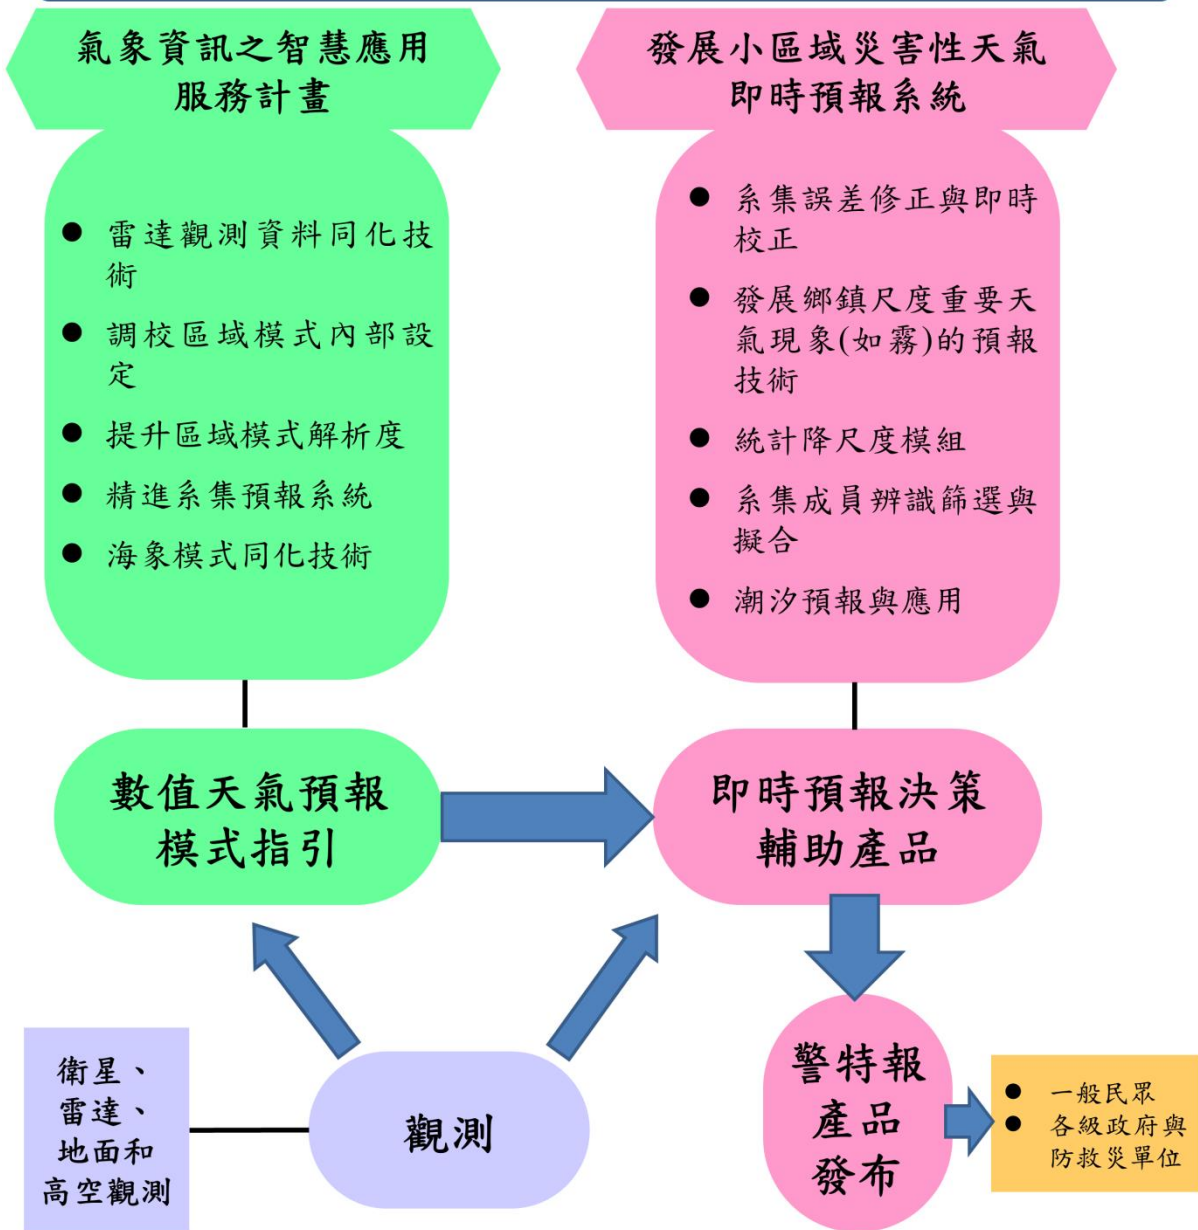 氣象資訊之智慧應用
服務計畫
發展小區域災害性天氣
即時預報系統
● 雷達觀測資料同化技
術
● 調校區域模式內部設
定
● 提升區域模式解析度
● 精進系集預報系統
● 海象模式同化技術
● 系集誤差修正與即時
校正
● 發展鄉鎮尺度重要天
氣現象(如霧)的預報
技術
● 統計降尺度模組
● 系集成員辨識篩選與
擬合
● 潮汐預報與應用
數值天氣預報
模式指引
即時預報決策
輔助產品
衛星、
雷達、
地面和
高空觀測
觀測
警特報
產品
發布
● 一般民眾
● 各級政府與
防救災單位